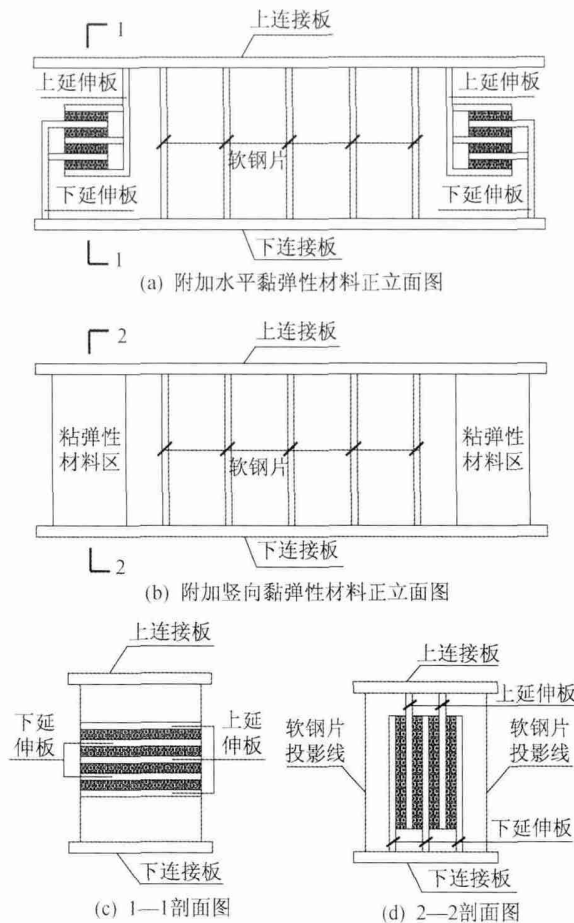 1
上连接板
上延伸板
上延伸板
软钢片
下延伸板
下延伸板
1
下连接板
(a) 附加水平黏弹性材料正立面图
2
上连接板
粘弹性
材料区
软钢片
粘弹性
材料区
2
下连接板
(b) 附加竖向黏弹性材料正立面图
上连接板
下延
伸板
上延
伸板
下连接板
(c) 1—1剖面图
上连接板
上延伸板
软钢片
投影线
软钢片
投影线
下延伸板
下连接板
(d) 2—2剖面图